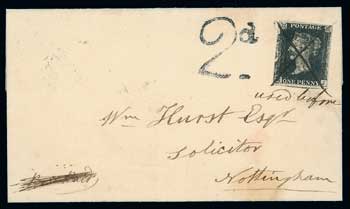 2d.
POSTAGE
ONE PENNY
used before
Wm Hurst Esqr
Solicitor
Nottingham